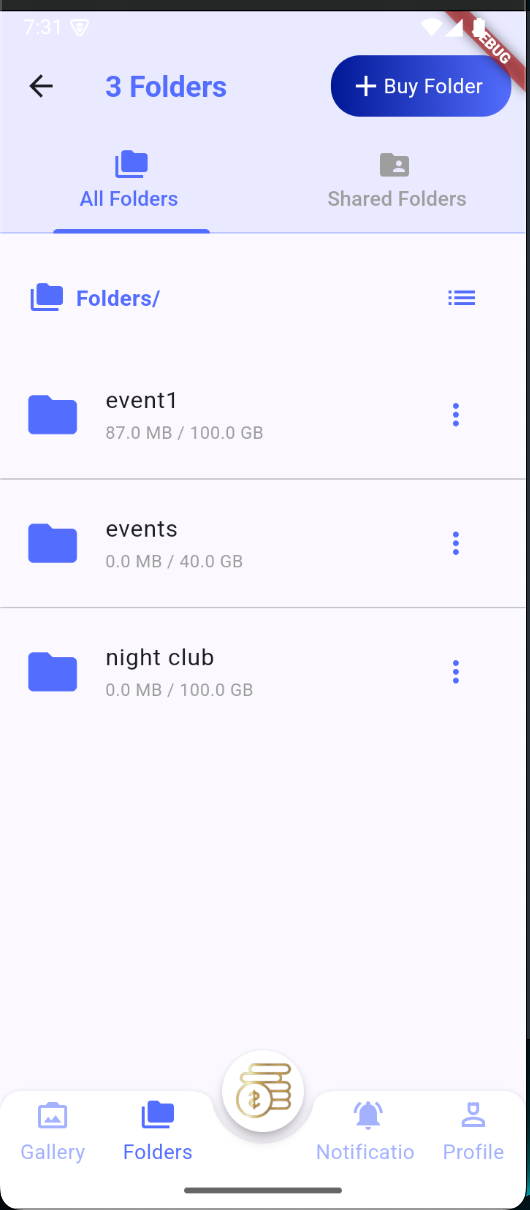 7:31
DEBUG
3 Folders
Buy Folder
All Folders
Shared Folders
Folders/
event1
87.0 MB / 100.0 GB
events
0.0 MB / 40.0 GB
night club
0.0 MB / 100.0 GB
Gallery
Folders
Notificatio
Profile